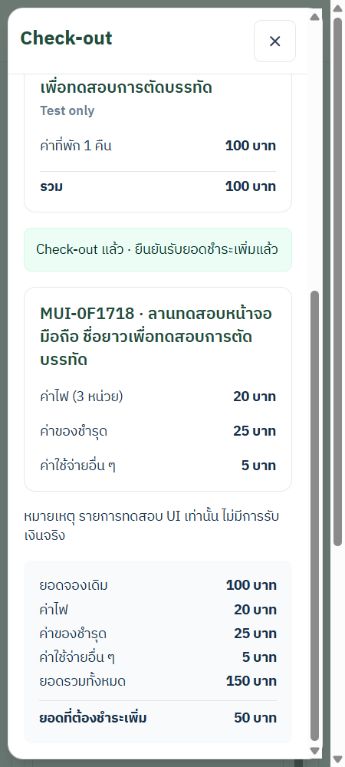 Check-out
×
เพื่อทดสอบการตัดบรรทัด
Test only
ค่าที่พัก 1 คืน 100 บาท
รวม 100 บาท
Check-out แล้ว · ยืนยันรับยอดชำระเพิ่มแล้ว
MUI-0F1718 · ลานทดสอบหน้าจอ
มือถือ ชื่อยาวเพื่อทดสอบการตัด
บรรทัด
ค่าไฟ (3 หน่วย) 20 บาท
ค่าของชำรุด 25 บาท
ค่าใช้จ่ายอื่น ๆ 5 บาท
หมายเหตุ รายการทดสอบ UI เท่านั้น ไม่มีการรับ
เงินจริง
ยอดจองเดิม 100 บาท
ค่าไฟ 20 บาท
ค่าของชำรุด 25 บาท
ค่าใช้จ่ายอื่น ๆ 5 บาท
ยอดรวมทั้งหมด 150 บาท
ยอดที่ต้องชำระเพิ่ม 50 บาท